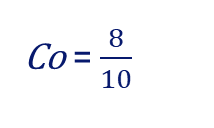 Co = 8/10